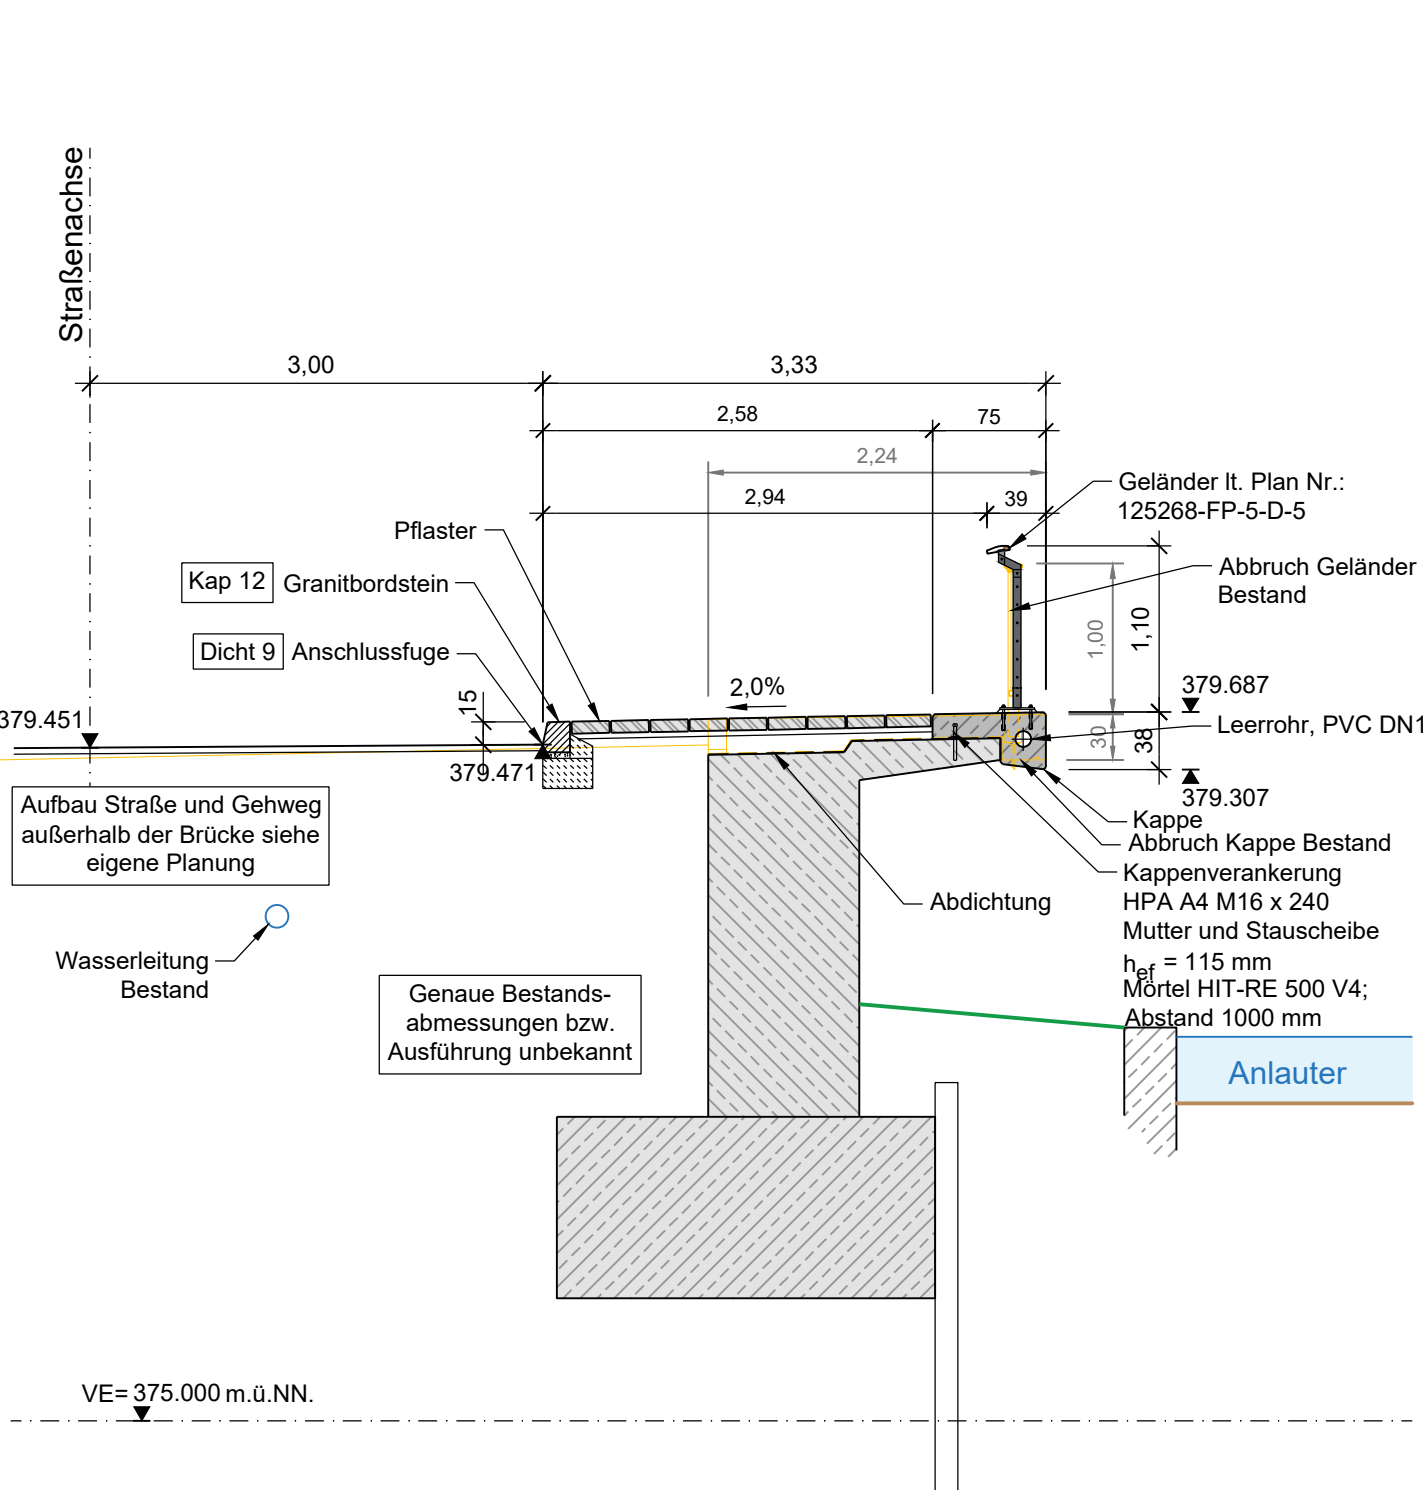 Straßenachse
3,00
3,33
2,58
75
2,24
2,94
39
Geländer lt. Plan Nr.:
125268-FP-5-D-5
Pflaster
Kap 12
Granitbordstein
Abbruch Geländer
Bestand
Dicht 9
Anschlussfuge
1,00
1,10
2,0%
15
379.451
379.687
Leerrohr, PVC DN1
30
38
379.471
379.307
Aufbau Straße und Gehweg
außerhalb der Brücke siehe
eigene Planung
Kappe
Abbruch Kappe Bestand
Kappenverankerung
HPA A4 M16 x 240
Mutter und Stauscheibe
hef = 115 mm
Mörtel HIT-RE 500 V4;
Abstand 1000 mm
Abdichtung
Wasserleitung
Bestand
Genaue Bestands-
abmessungen bzw.
Ausführung unbekannt
Anlauter
VE= 375.000 m.ü.NN.